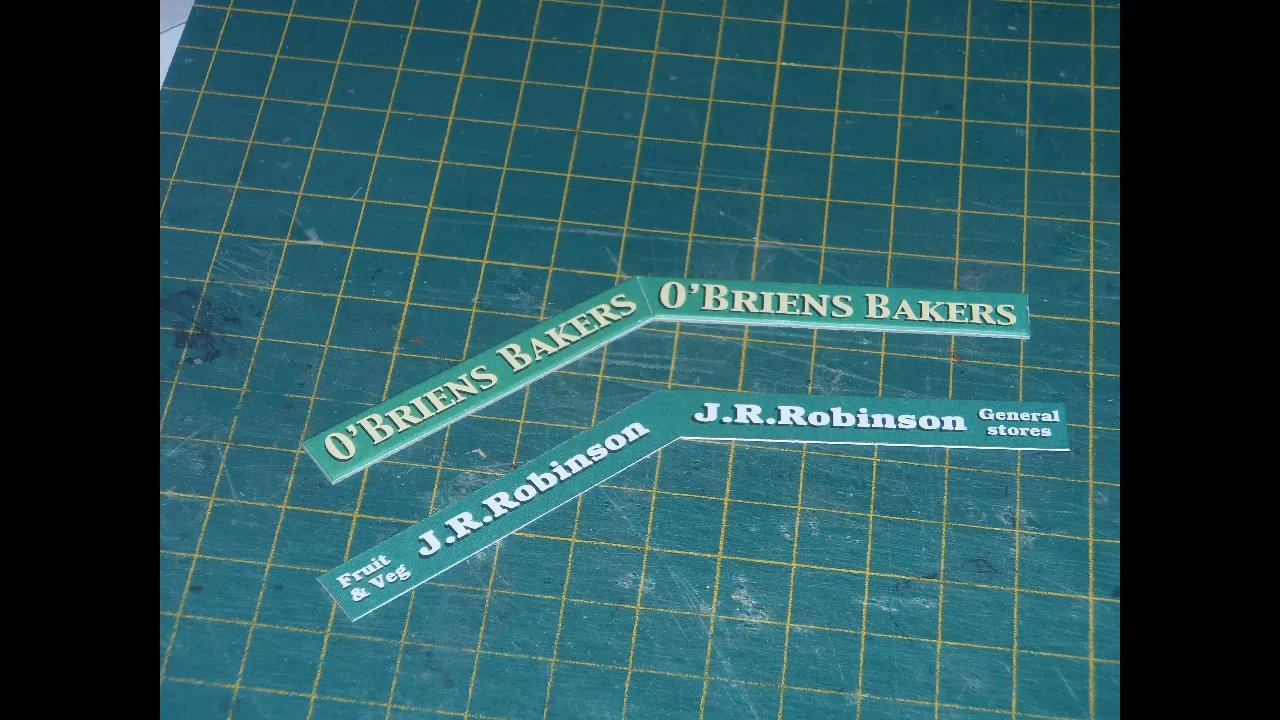 O'BRIENS BAKERS
O'BRIENS BAKERS
Fruit
& Veg
J.R.Robinson
J.R.Robinson
General
stores